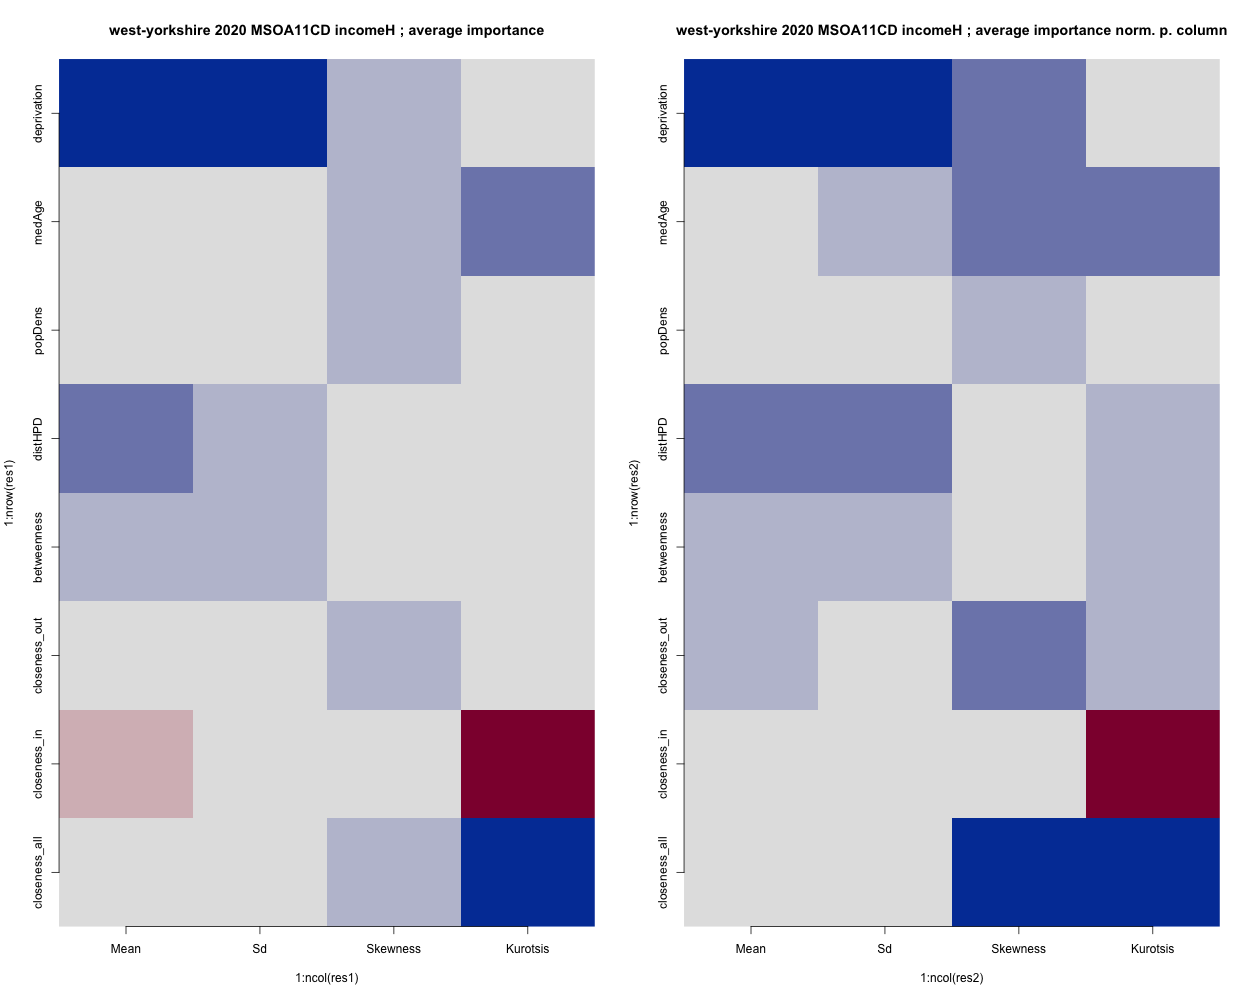 west-yorkshire 2020 MSOA11CD incomeH ; average importance
deprivation
medAge
popDens
distHPD
betweenness
closeness_out
closeness_in
closeness_all
1:nrow(res1)
Mean Sd Skewness Kurotsis
1:ncol(res1)
west-yorkshire 2020 MSOA11CD incomeH ; average importance norm. p. column
deprivation
medAge
popDens
distHPD
betweenness
closeness_out
closeness_in
closeness_all
1:nrow(res2)
Mean Sd Skewness Kurotsis
1:ncol(res2)